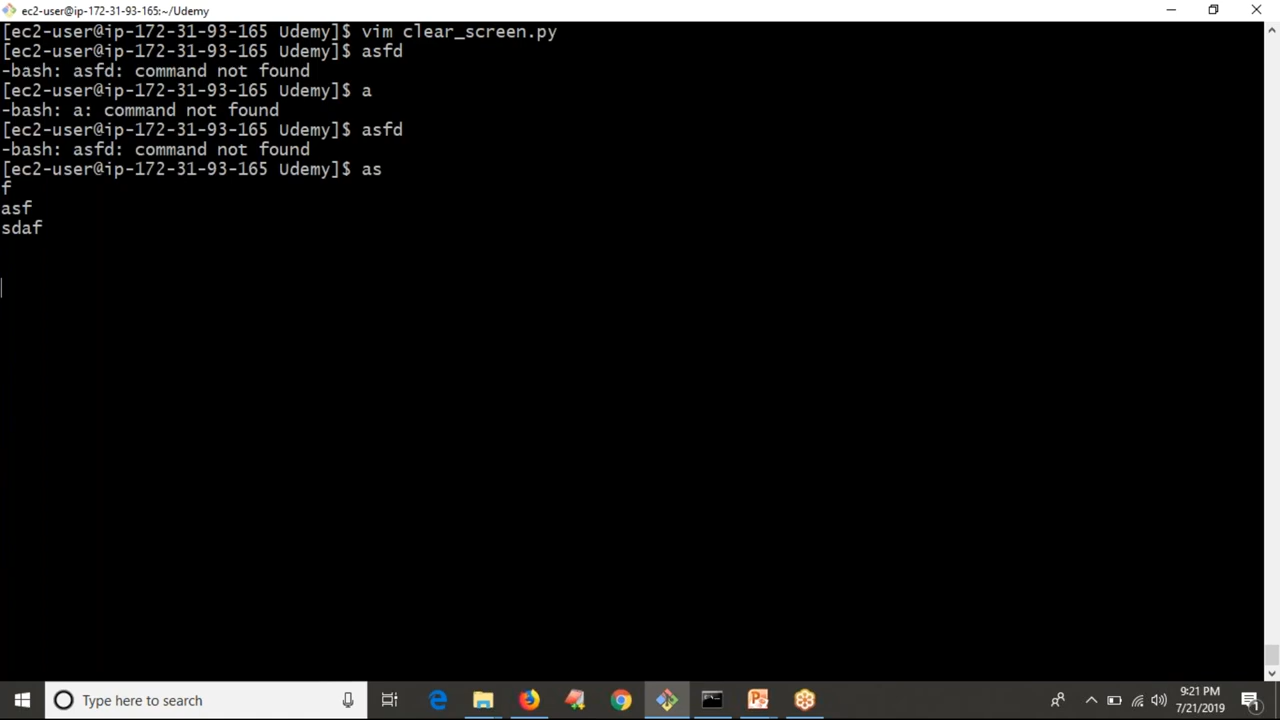 ec2-user@ip-172-31-93-165:~/Udemy
[ec2-user@ip-172-31-93-165 Udemy]$ vim clear_screen.py
[ec2-user@ip-172-31-93-165 Udemy]$ asfd
-bash: asfd: command not found
[ec2-user@ip-172-31-93-165 Udemy]$ a
-bash: a: command not found
[ec2-user@ip-172-31-93-165 Udemy]$ asfd
-bash: asfd: command not found
[ec2-user@ip-172-31-93-165 Udemy]$ as
f
asf
sdaf
Type here to search
9:21 PM
7/21/2019
1